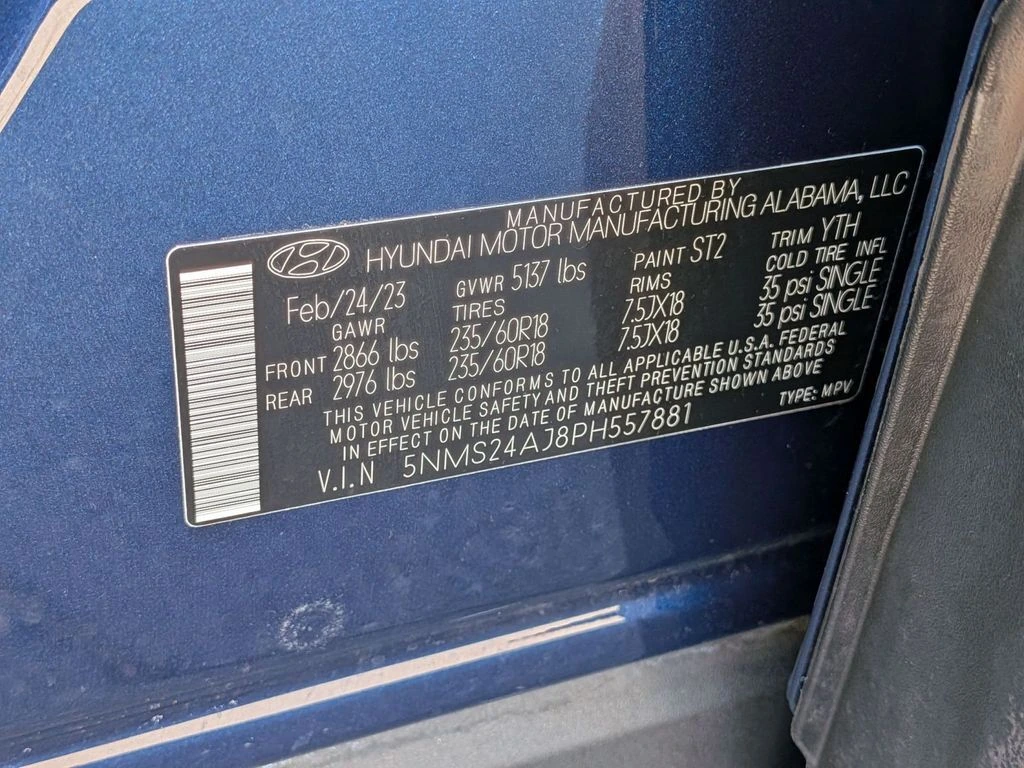 MANUFACTURED BY
HYUNDAI MOTOR MANUFACTURING ALABAMA, LLC
Feb/24/23 GVWR 5137 lbs PAINT ST2 TRIM YTH
GAWR TIRES RIMS COLD TIRE INFL
FRONT 2866 lbs 235/60R18 7.5JX18 35 psi SINGLE
REAR 2976 lbs 235/60R18 7.5JX18 35 psi SINGLE
THIS VEHICLE CONFORMS TO ALL APPLICABLE U.S.A. FEDERAL
MOTOR VEHICLE SAFETY AND THEFT PREVENTION STANDARDS
IN EFFECT ON THE DATE OF MANUFACTURE SHOWN ABOVE
V.I.N 5NMS24AJ8PH557881 TYPE: MPV